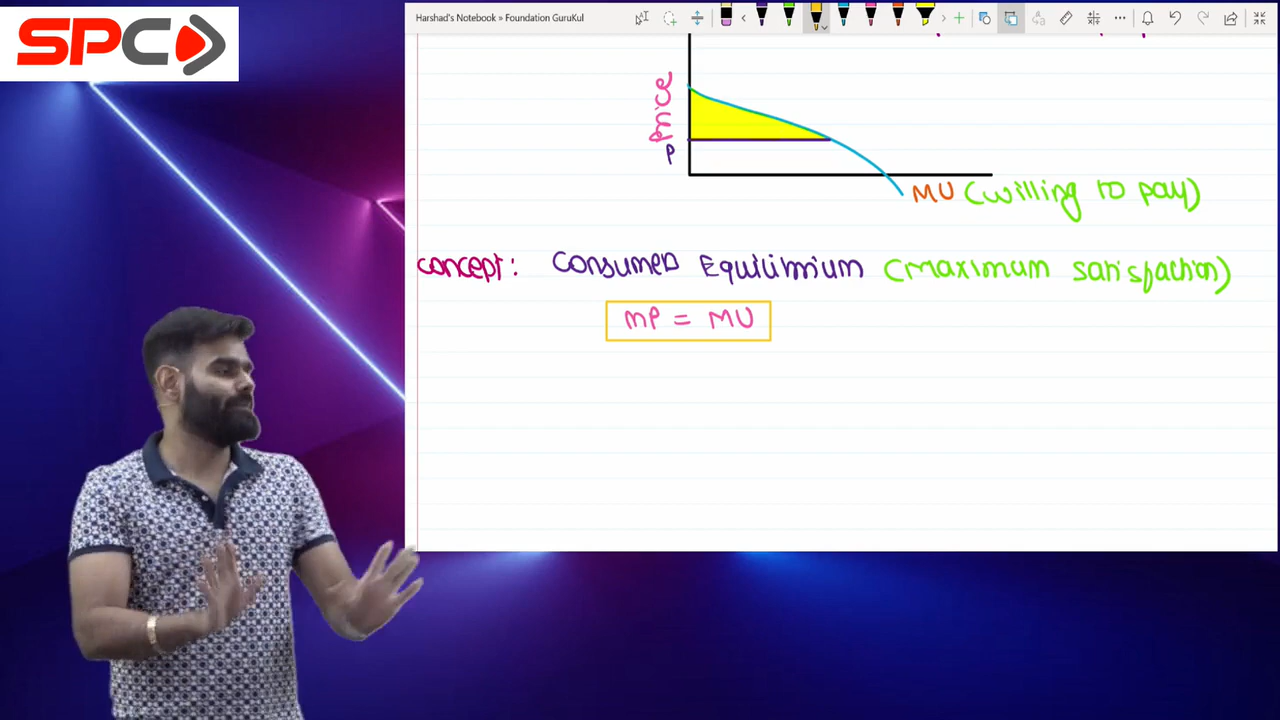 SPC
Harshad's Notebook » Foundation GuruKul
Price
P
MU (willing to pay)
Concept: Consumer Equilibrium (Maximum satisfaction)
MP = MU